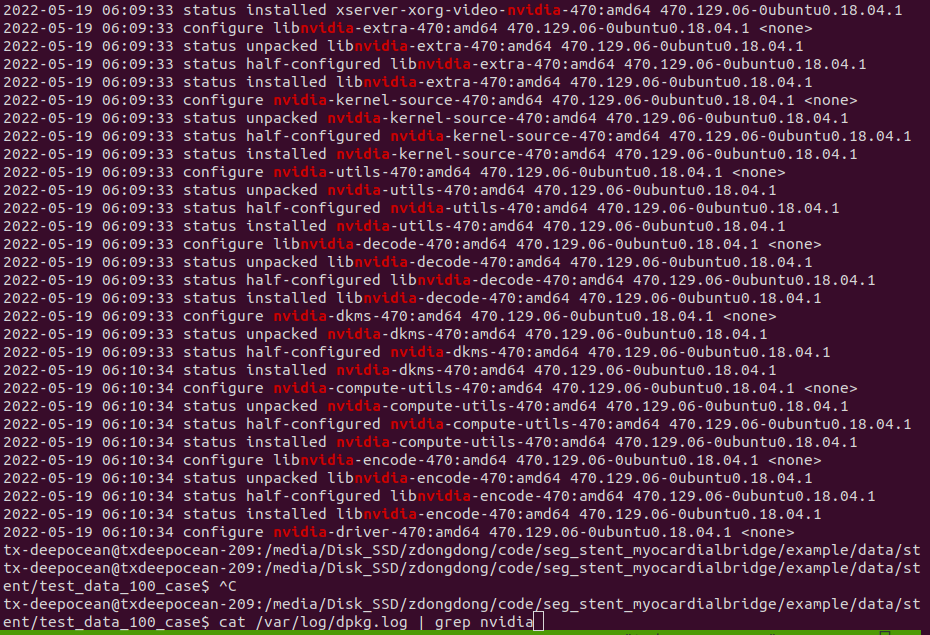 2022-05-19 06:09:33 status installed xserver-xorg-video-nvidia-470:amd64 470.129.06-0ubuntu0.18.04.1
2022-05-19 06:09:33 configure libnvidia-extra-470:amd64 470.129.06-0ubuntu0.18.04.1 <none>
2022-05-19 06:09:33 status unpacked libnvidia-extra-470:amd64 470.129.06-0ubuntu0.18.04.1
2022-05-19 06:09:33 status half-configured libnvidia-extra-470:amd64 470.129.06-0ubuntu0.18.04.1
2022-05-19 06:09:33 status installed libnvidia-extra-470:amd64 470.129.06-0ubuntu0.18.04.1
2022-05-19 06:09:33 configure nvidia-kernel-source-470:amd64 470.129.06-0ubuntu0.18.04.1 <none>
2022-05-19 06:09:33 status unpacked nvidia-kernel-source-470:amd64 470.129.06-0ubuntu0.18.04.1
2022-05-19 06:09:33 status half-configured nvidia-kernel-source-470:amd64 470.129.06-0ubuntu0.18.04.1
2022-05-19 06:09:33 status installed nvidia-kernel-source-470:amd64 470.129.06-0ubuntu0.18.04.1
2022-05-19 06:09:33 configure nvidia-utils-470:amd64 470.129.06-0ubuntu0.18.04.1 <none>
2022-05-19 06:09:33 status unpacked nvidia-utils-470:amd64 470.129.06-0ubuntu0.18.04.1
2022-05-19 06:09:33 status half-configured nvidia-utils-470:amd64 470.129.06-0ubuntu0.18.04.1
2022-05-19 06:09:33 status installed nvidia-utils-470:amd64 470.129.06-0ubuntu0.18.04.1
2022-05-19 06:09:33 configure libnvidia-decode-470:amd64 470.129.06-0ubuntu0.18.04.1 <none>
2022-05-19 06:09:33 status unpacked libnvidia-decode-470:amd64 470.129.06-0ubuntu0.18.04.1
2022-05-19 06:09:33 status half-configured libnvidia-decode-470:amd64 470.129.06-0ubuntu0.18.04.1
2022-05-19 06:09:33 status installed libnvidia-decode-470:amd64 470.129.06-0ubuntu0.18.04.1
2022-05-19 06:09:33 configure nvidia-dkms-470:amd64 470.129.06-0ubuntu0.18.04.1 <none>
2022-05-19 06:09:33 status unpacked nvidia-dkms-470:amd64 470.129.06-0ubuntu0.18.04.1
2022-05-19 06:09:33 status half-configured nvidia-dkms-470:amd64 470.129.06-0ubuntu0.18.04.1
2022-05-19 06:10:34 status installed nvidia-dkms-470:amd64 470.129.06-0ubuntu0.18.04.1
2022-05-19 06:10:34 configure nvidia-compute-utils-470:amd64 470.129.06-0ubuntu0.18.04.1 <none>
2022-05-19 06:10:34 status unpacked nvidia-compute-utils-470:amd64 470.129.06-0ubuntu0.18.04.1
2022-05-19 06:10:34 status half-configured nvidia-compute-utils-470:amd64 470.129.06-0ubuntu0.18.04.1
2022-05-19 06:10:34 status installed nvidia-compute-utils-470:amd64 470.129.06-0ubuntu0.18.04.1
2022-05-19 06:10:34 configure libnvidia-encode-470:amd64 470.129.06-0ubuntu0.18.04.1 <none>
2022-05-19 06:10:34 status unpacked libnvidia-encode-470:amd64 470.129.06-0ubuntu0.18.04.1
2022-05-19 06:10:34 status half-configured libnvidia-encode-470:amd64 470.129.06-0ubuntu0.18.04.1
2022-05-19 06:10:34 status installed libnvidia-encode-470:amd64 470.129.06-0ubuntu0.18.04.1
2022-05-19 06:10:34 configure nvidia-driver-470:amd64 470.129.06-0ubuntu0.18.04.1 <none>
tx-deepocean@txdeepocean-209:/media/Disk_SSD/zdongdong/code/seg_stent_myocardialbridge/example/data/st
tx-deepocean@txdeepocean-209:/media/Disk_SSD/zdongdong/code/seg_stent_myocardialbridge/example/data/st
ent/test_data_100_case$ ^C
tx-deepocean@txdeepocean-209:/media/Disk_SSD/zdongdong/code/seg_stent_myocardialbridge/example/data/st
ent/test_data_100_case$ cat /var/log/dpkg.log | grep nvidia